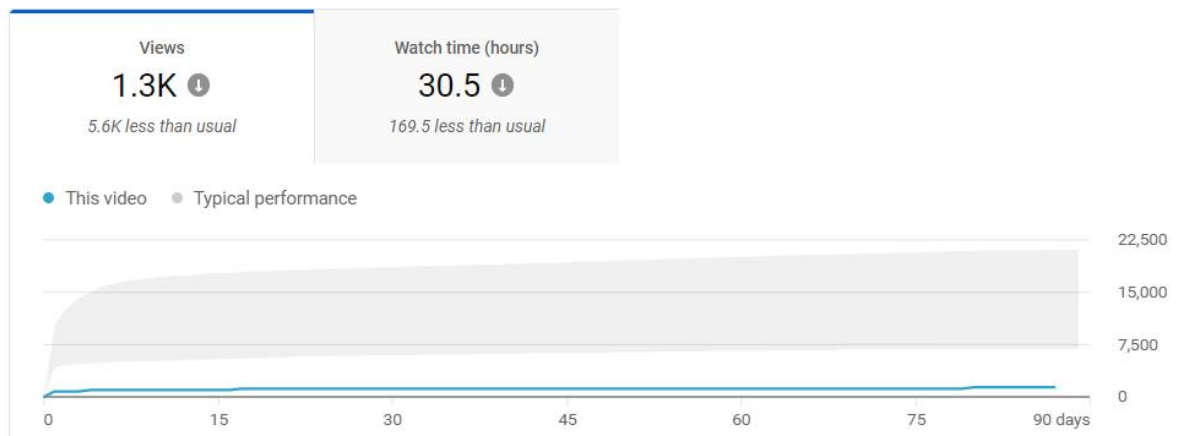 Views
1.3K
5.6K less than usual
Watch time (hours)
30.5
169.5 less than usual
This video
Typical performance
22,500
15,000
7,500
0
0 15 30 45 60 75 90 days